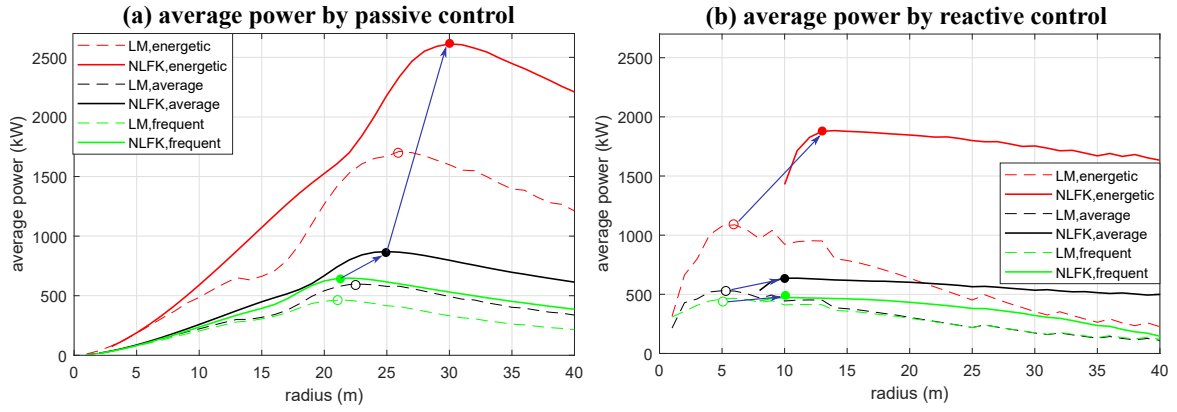 (a) average power by passive control
2500
2000
1500
1000
500
0
average power (kW)
LM,energetic
NLFK,energetic
LM,average
NLFK,average
LM,frequent
NLFK,frequent
0 5 10 15 20 25 30 35 40
radius (m)
(b) average power by reactive control
2500
2000
1500
1000
500
0
average power (kW)
LM,energetic
NLFK,energetic
LM,average
NLFK,average
LM,frequent
NLFK,frequent
0 5 10 15 20 25 30 35 40
radius (m)